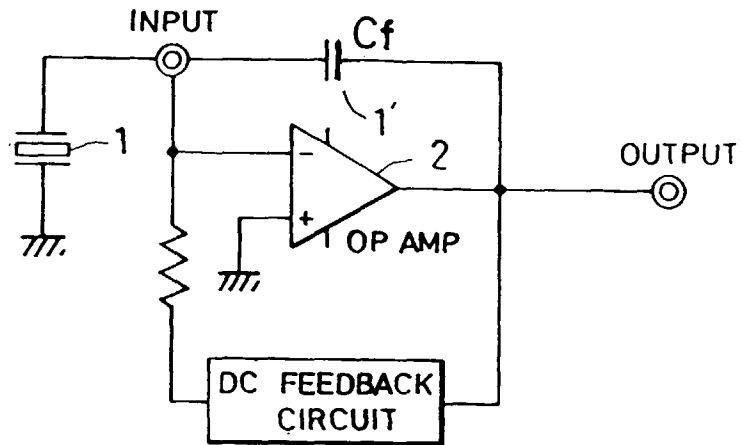 INPUT
Cf
1
1'
2
OUTPUT
−
+
OP AMP
DC FEEDBACK
CIRCUIT